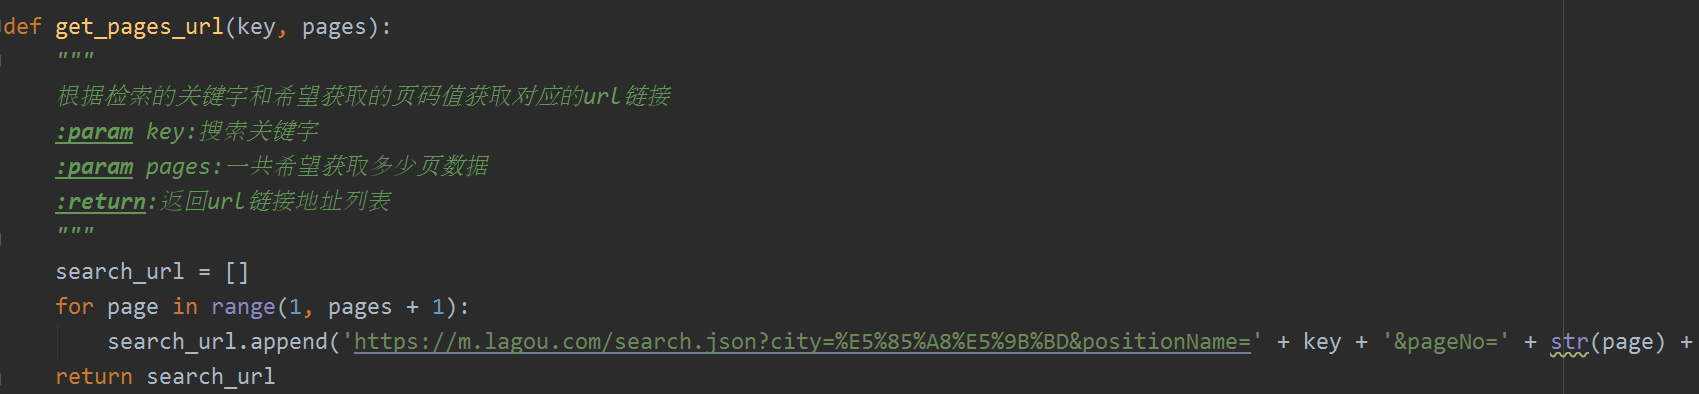 def get_pages_url(key, pages):
"""
根据检索的关键字和希望获取的页码值获取对应的url链接
:param key:搜索关键字
:param pages:一共希望获取多少页数据
:return:返回url链接地址列表
"""
search_url = []
for page in range(1, pages + 1):
search_url.append('https://m.lagou.com/search.json?city=%E5%85%A8%E5%9B%BD&positionName=' + key + '&pageNo=' + str(page) +
return search_url